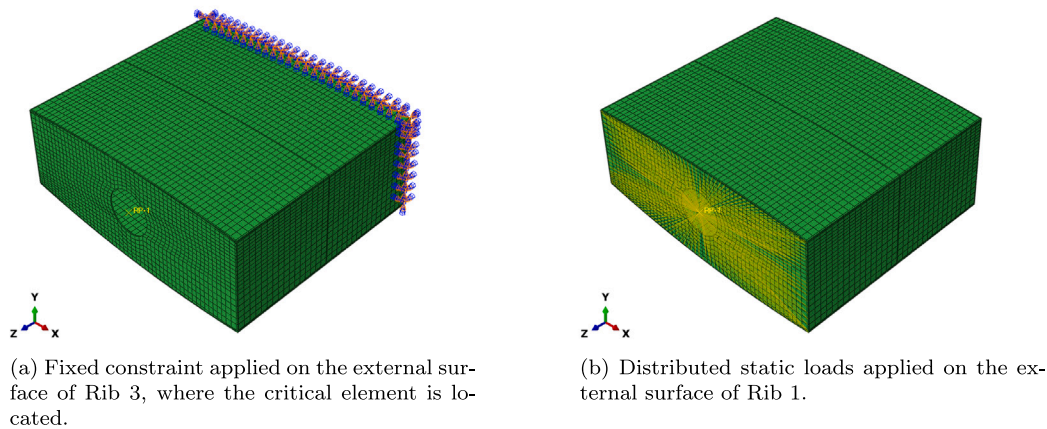 RP-1
RP-1
Y
Z
X
Y
Z
X
(a) Fixed constraint applied on the external sur-
face of Rib 3, where the critical element is lo-
cated.
(b) Distributed static loads applied on the ex-
ternal surface of Rib 1.